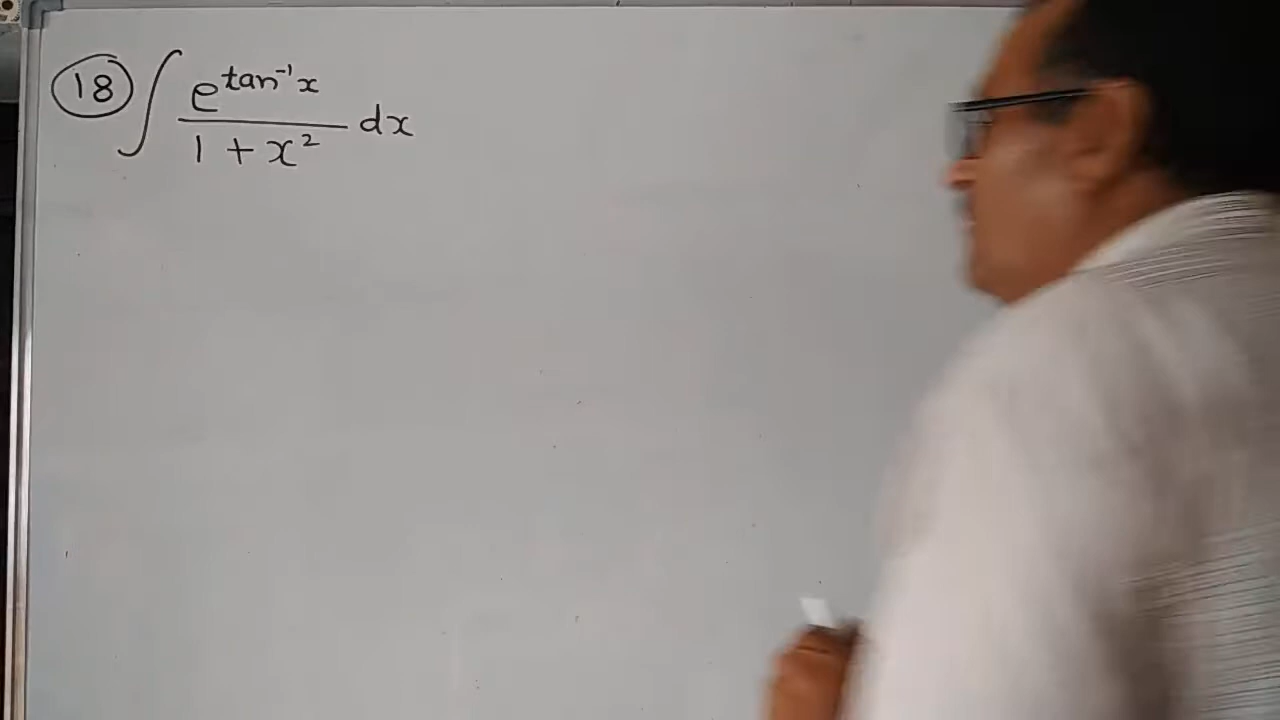 (18) ∫ e^{tan⁻¹x} / (1 + x²) dx